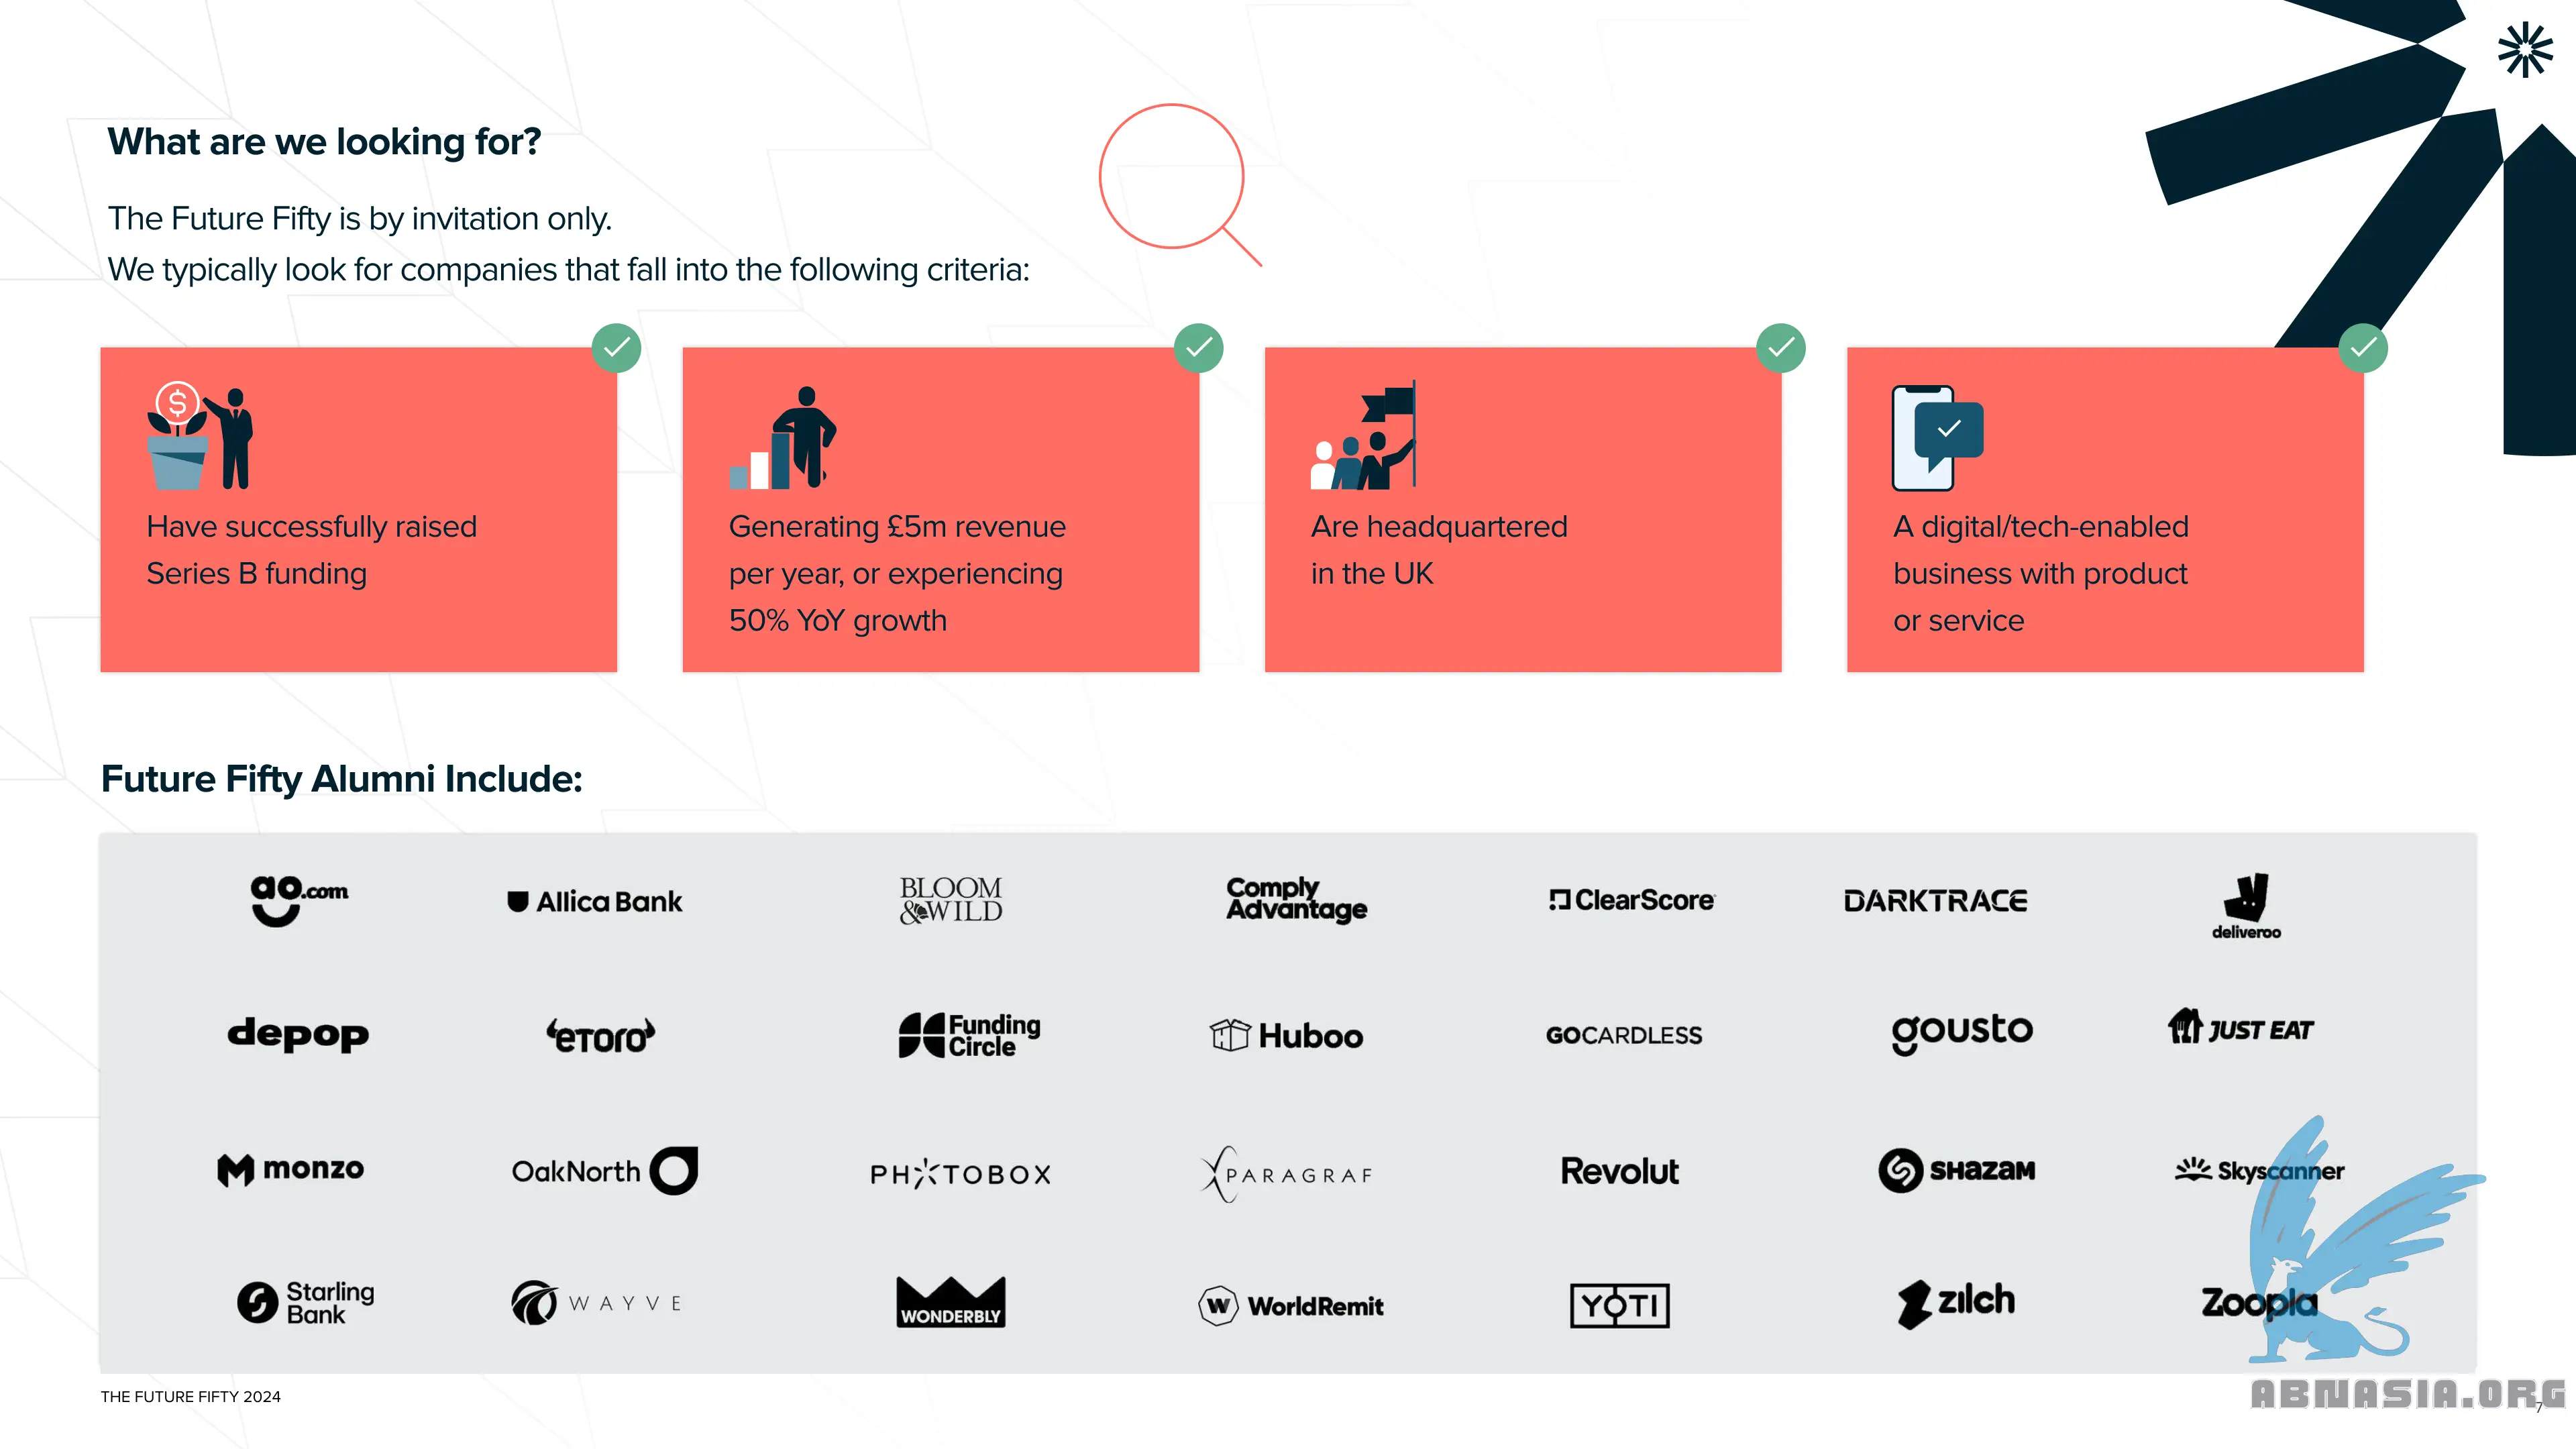 What are we looking for?
The Future Fifty is by invitation only.
We typically look for companies that fall into the following criteria:
$
Have successfully raised
Series B funding
Generating £5m revenue
per year, or experiencing
50% YoY growth
Are headquartered
in the UK
A digital/tech-enabled
business with product
or service
Future Fifty Alumni Include:
ao.com
Allica Bank
BLOOM
&WILD
Comply
Advantage
ClearScore
DARKTRACE
deliveroo
depop
eToro
Funding
Circle
Huboo
GOCARDLESS
gousto
JUST EAT
monzo
OakNorth
PHOTOBOX
PARAGRAF
Revolut
SHAZAM
Skyscanner
Starling
Bank
WAYVE
WONDERBLY
W WorldRemit
YOTI
zilch
Zoopla
THE FUTURE FIFTY 2024
ABNASIA.ORG
7